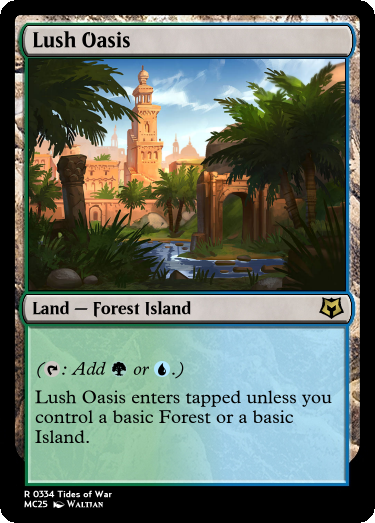 Lush Oasis
Land — Forest Island
(: Add or .)
Lush Oasis enters tapped unless you
control a basic Forest or a basic
Island.
R 0334 Tides of War
MC25 Waltian